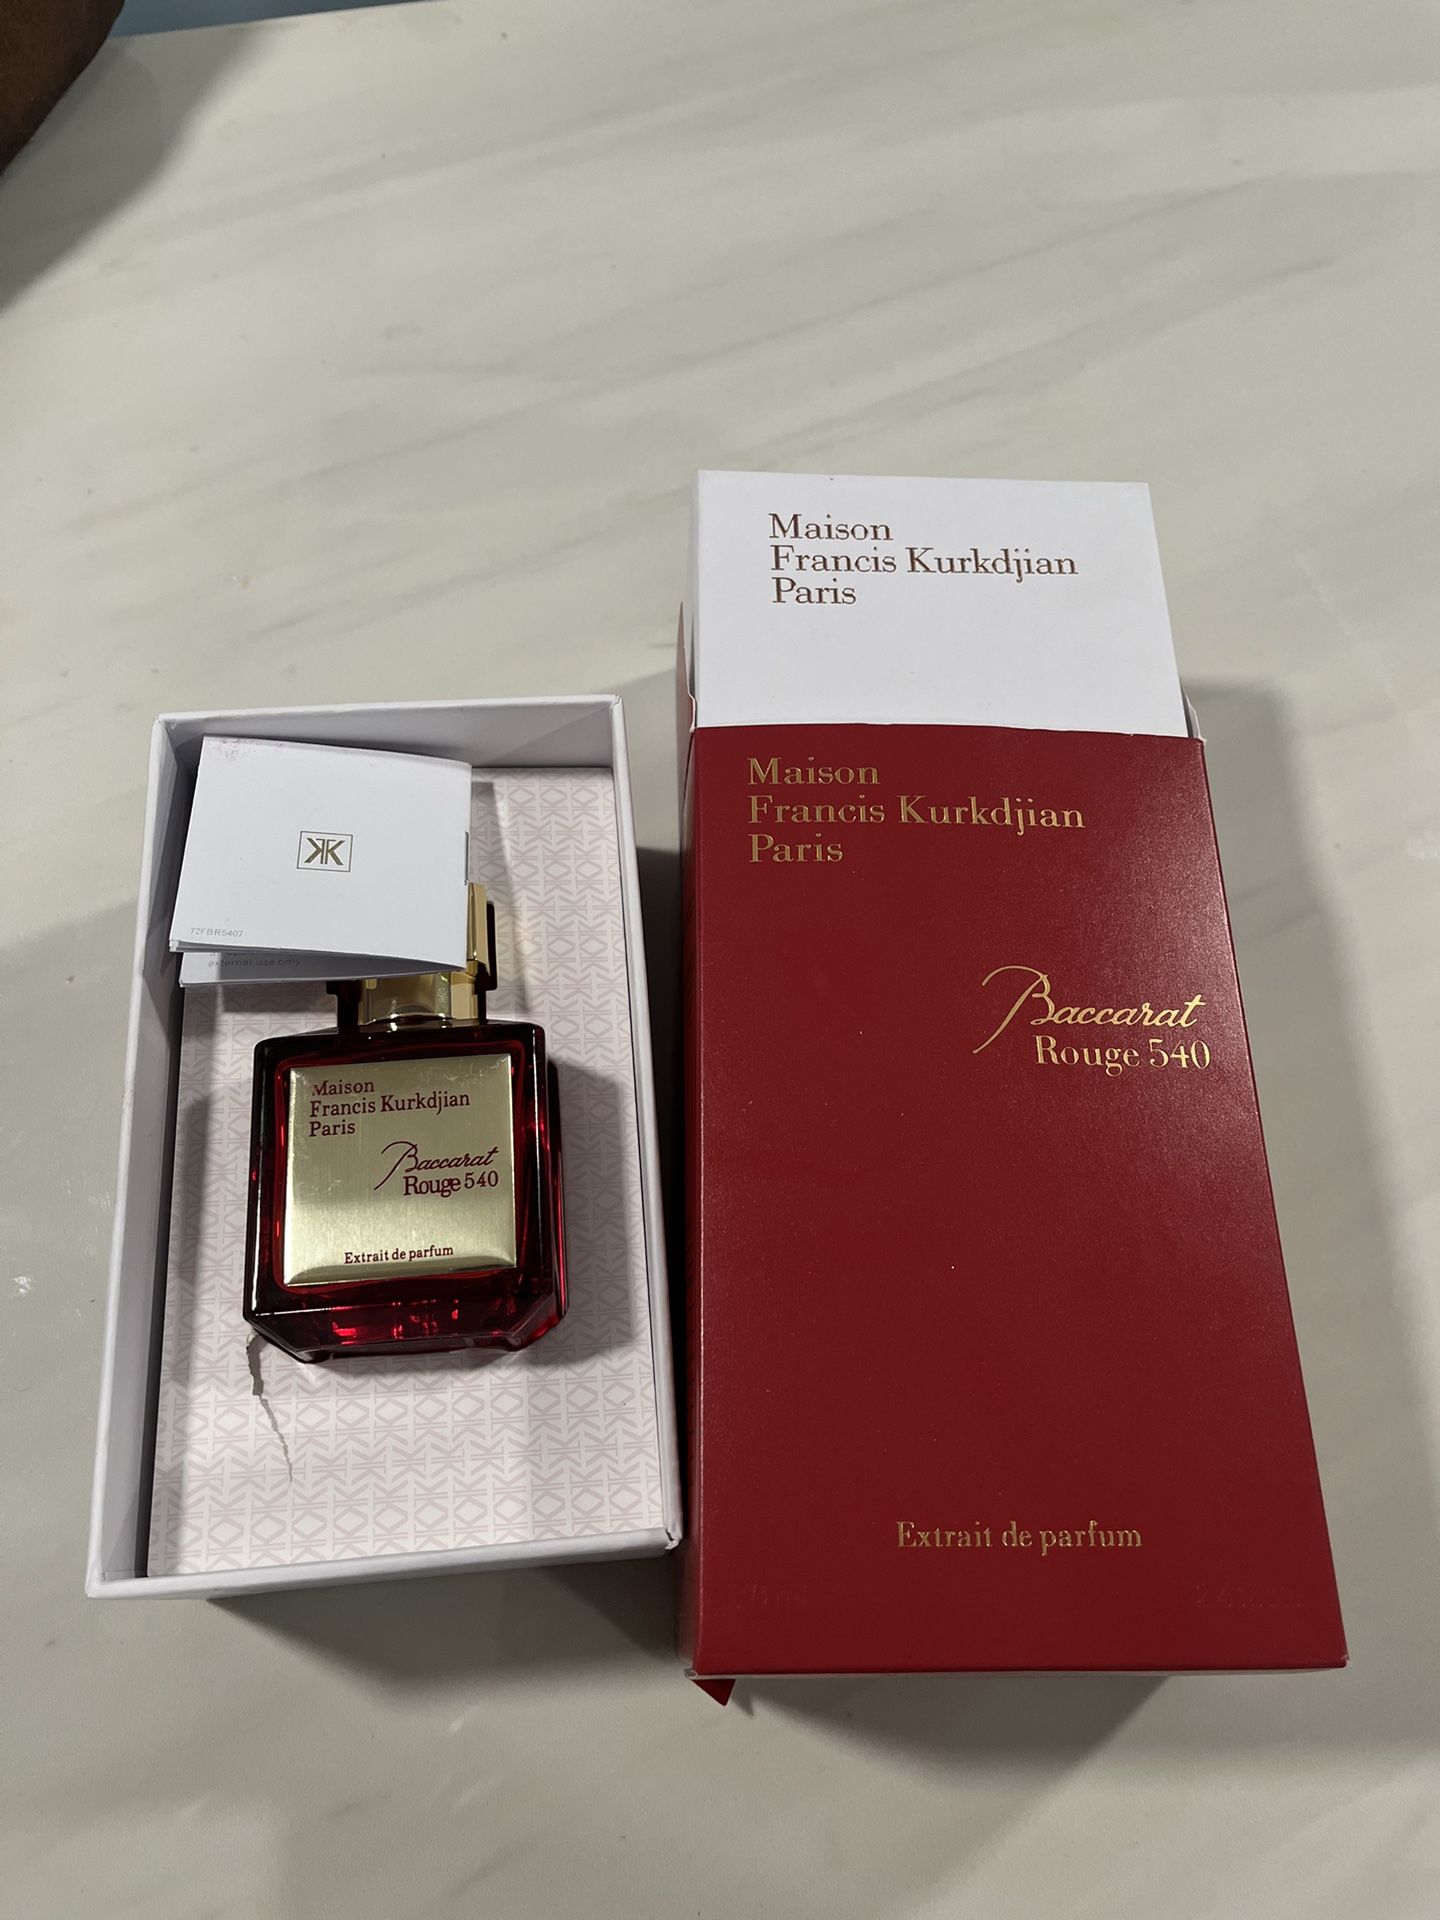 Maison
Francis Kurkdjian
Paris
Maison
Francis Kurkdjian
Paris
Baccarat
Rouge 540
Extrait de parfum
72FBR5407
external use only
Maison
Francis Kurkdjian
Paris
Baccarat
Rouge 540
Extrait de parfum